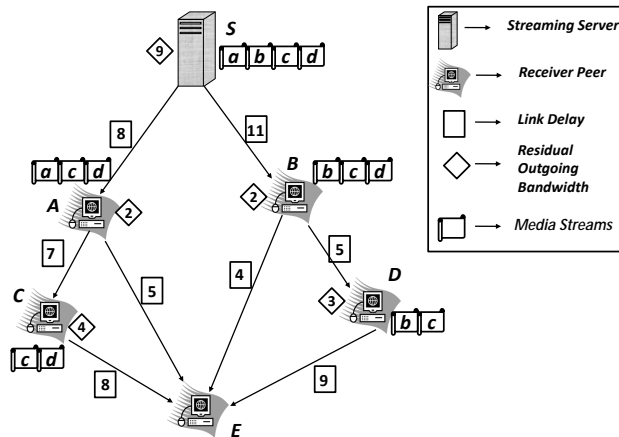 S
9
a b c d
8
11
a c d
A
2
B
b c d
2
7
5
4
5
C
4
c d
D
3
b c
8
9
E
Streaming Server
Receiver Peer
Link Delay
Residual
Outgoing
Bandwidth
Media Streams